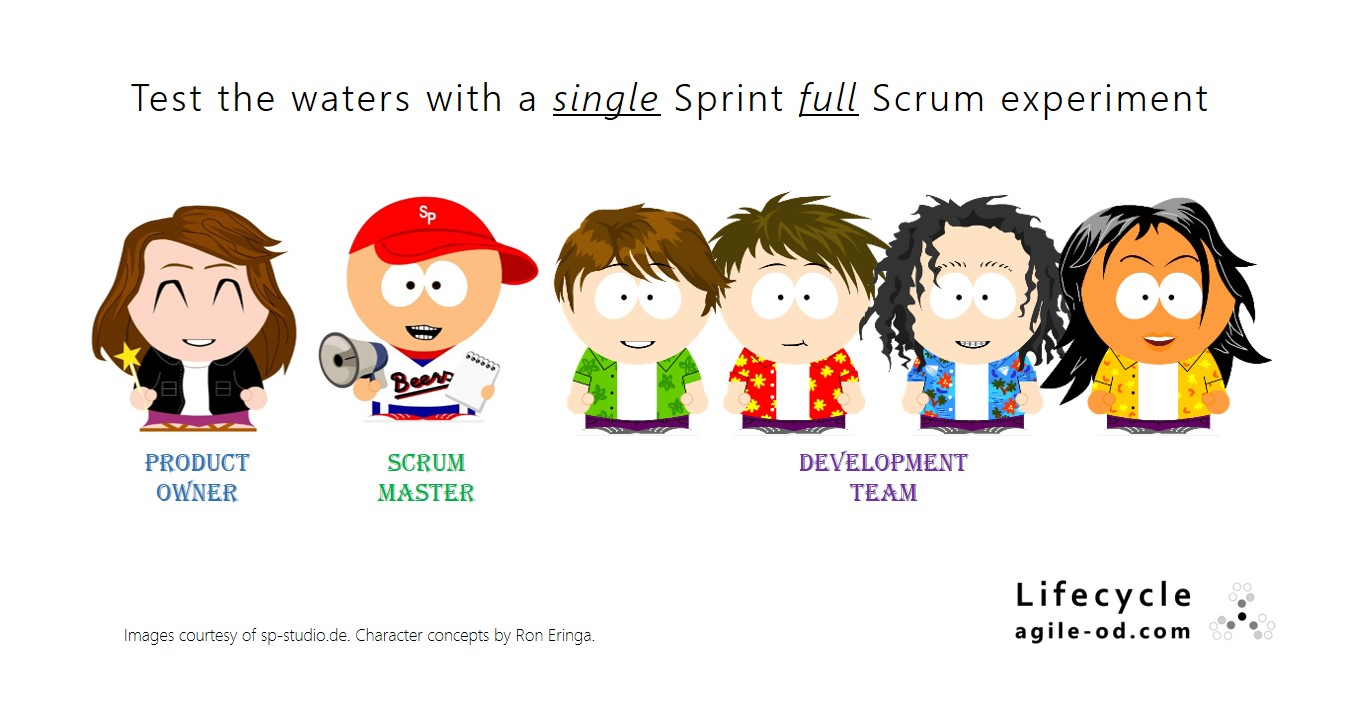 Test the waters with a single Sprint full Scrum experiment
SP
Beers
PRODUCT
OWNER
SCRUM
MASTER
DEVELOPMENT
TEAM
Lifecycle
agile-od.com
Images courtesy of sp-studio.de. Character concepts by Ron Eringa.